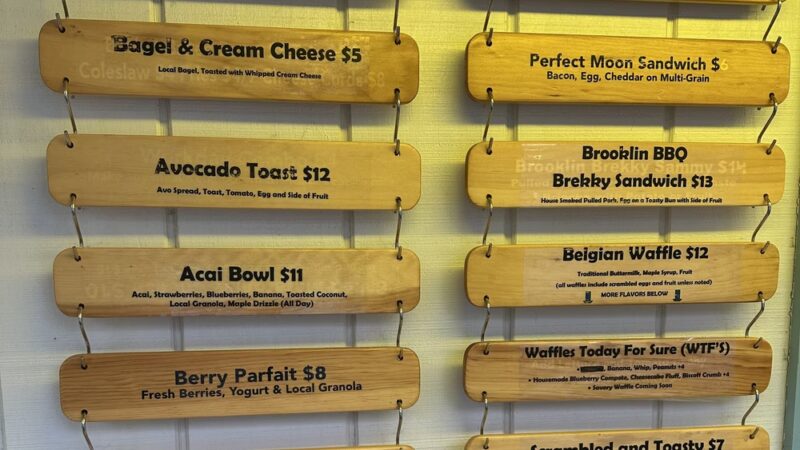 Bagel & Cream Cheese $5
Local Bagel, Toasted with Whipped Cream Cheese
Avocado Toast $12
Avo Spread, Toast, Tomato, Egg and Side of Fruit
Acai Bowl $11
Acai, Strawberries, Blueberries, Banana, Toasted Coconut,
Local Granola, Maple Drizzle (All Day)
Berry Parfait $8
Fresh Berries, Yogurt & Local Granola
Perfect Moon Sandwich $6
Bacon, Egg, Cheddar on Multi-Grain
Brooklin BBQ
Brekky Sandwich $13
House Smoked Pulled Pork, Egg on a Toasty Bun with Side of Fruit
Belgian Waffle $12
Traditional Buttermilk, Maple Syrup, Fruit
(all waffles include scrambled eggs and fruit unless noted)
MORE FLAVORS BELOW
Waffles Today For Sure (WTF'S)
• Banana, Whip, Peanuts +4
• Housemade Blueberry Compote, Cheesecake Fluff, Biscoff Crumb +4
• Savory Waffle Coming Soon
Scrambled and Toasty $7